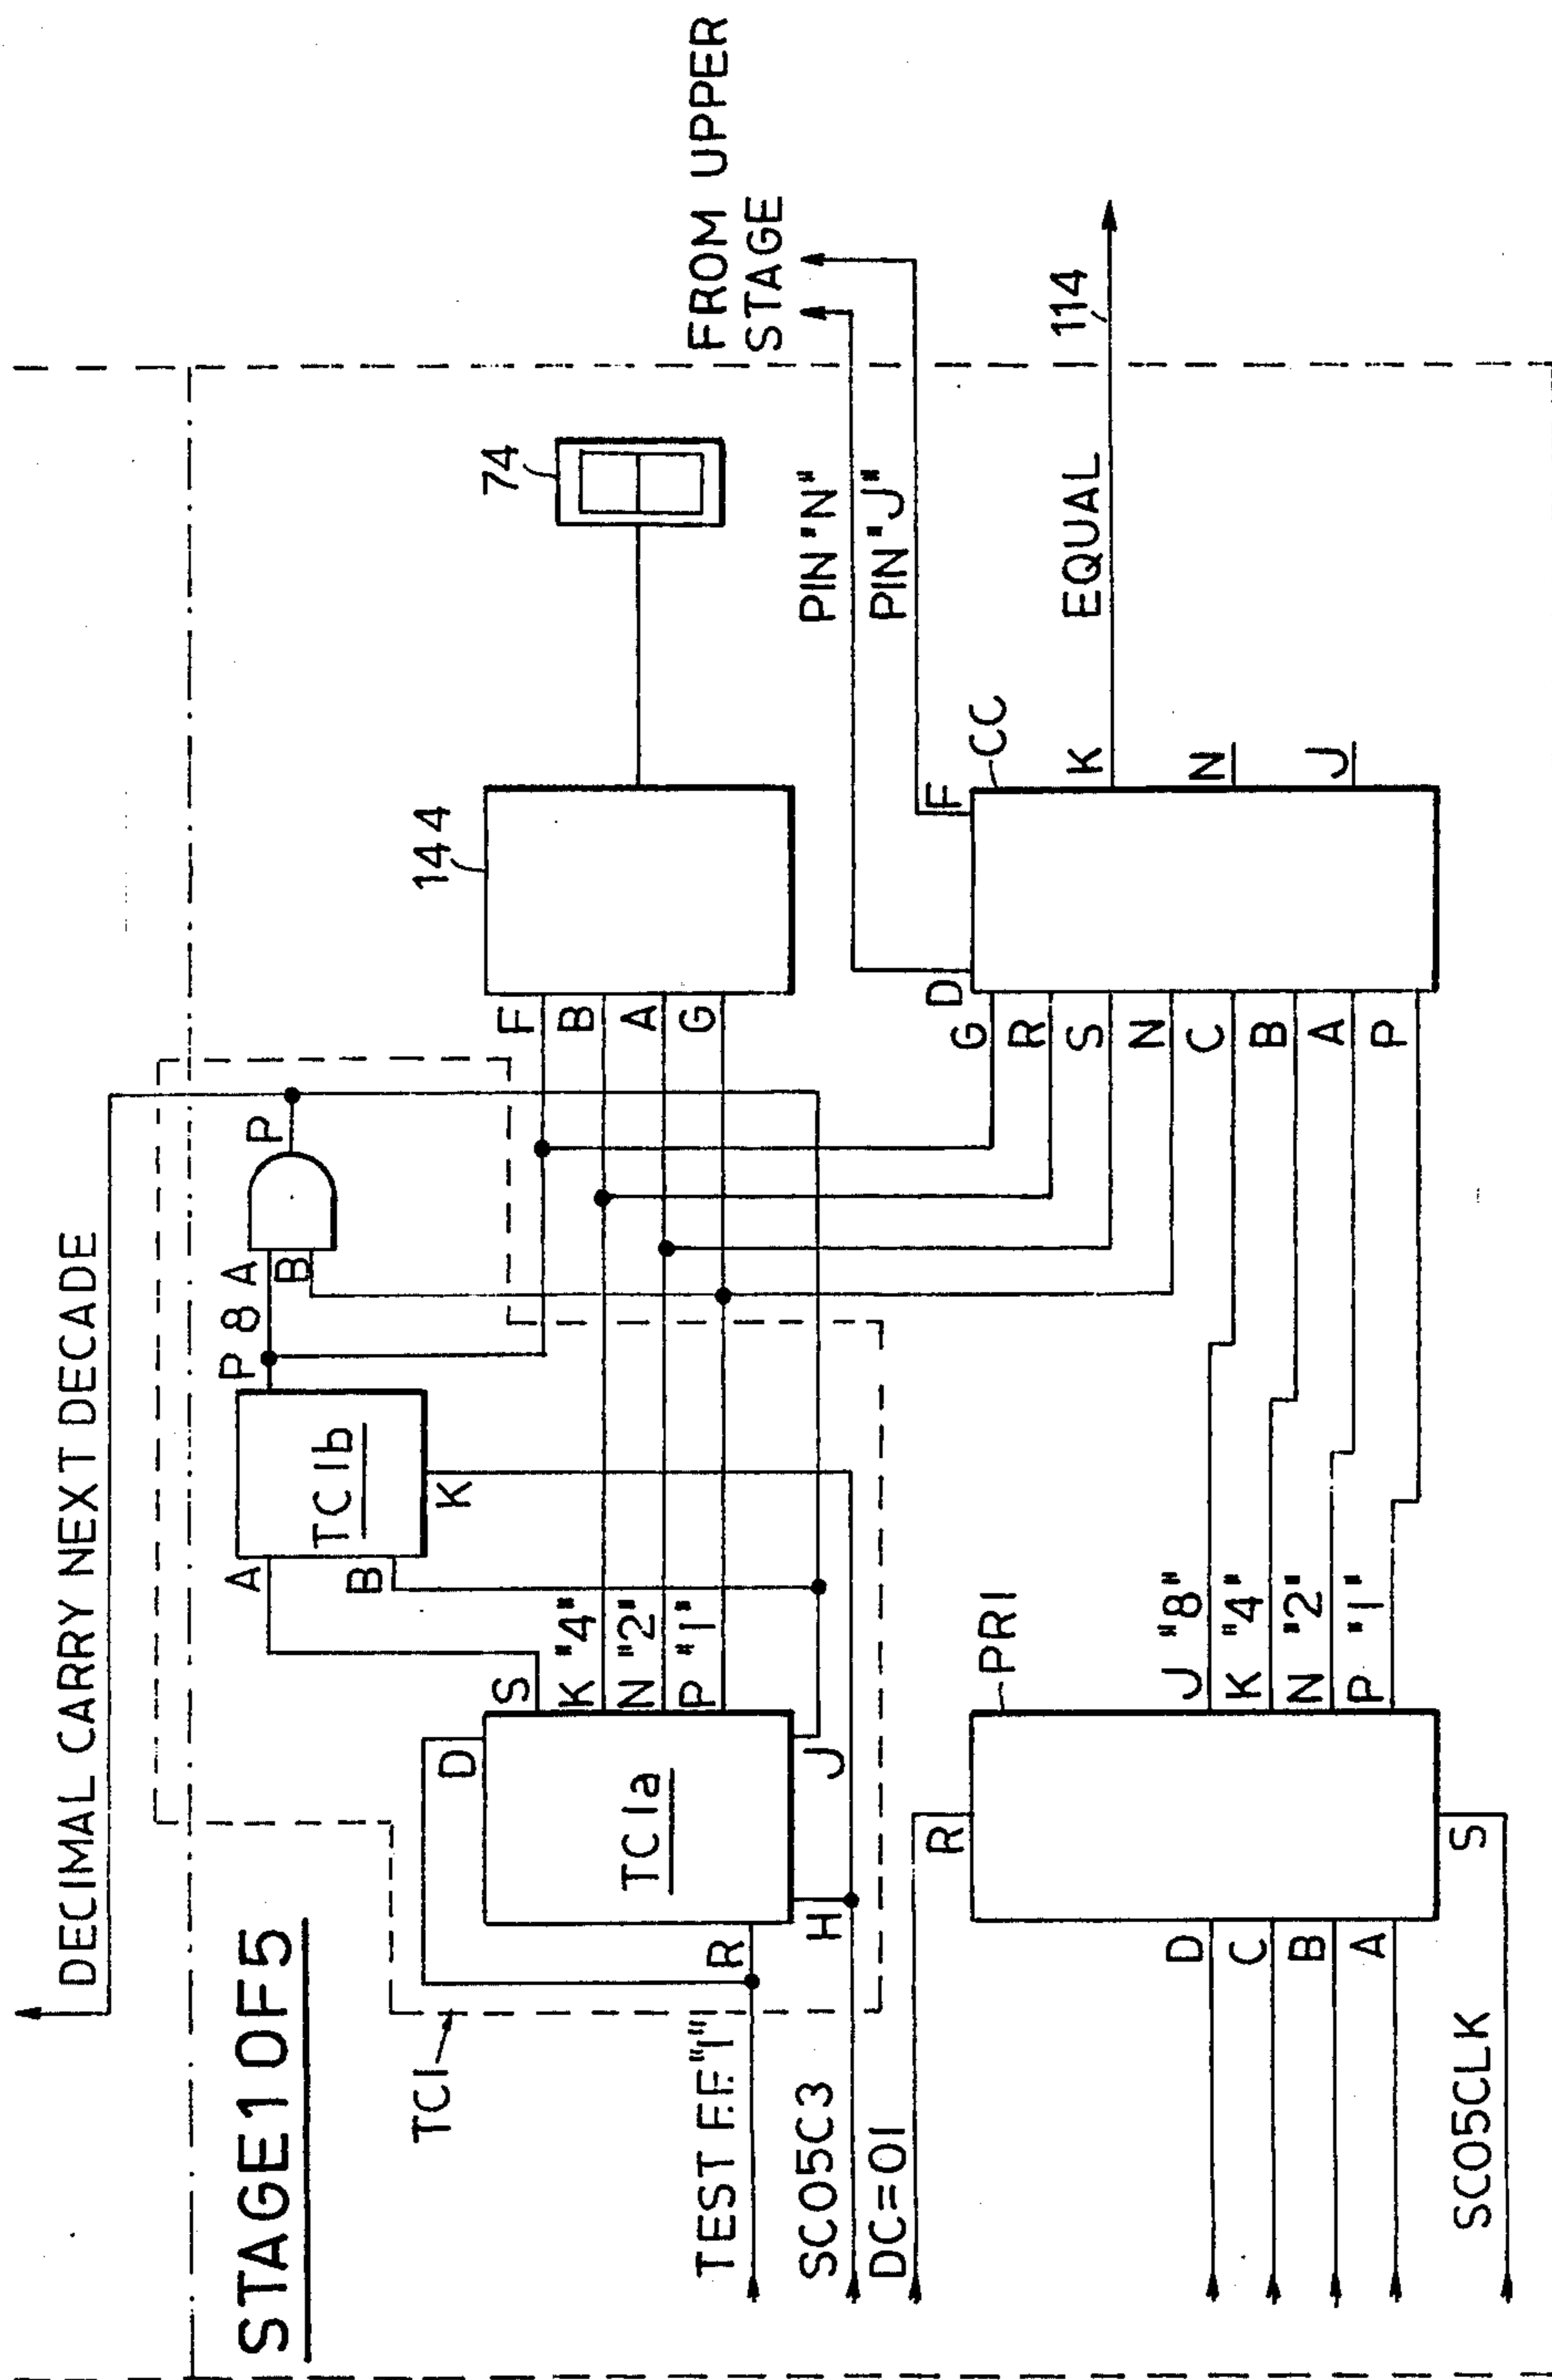 DECIMAL CARRY NEXT DECADE
STAGE 1 OF 5
TC1
TC1b
A
B
K
P 8 A
B
P
TC1a
D
S
K "4"
N "2"
P "1"
R
H
J
TEST F.F. "1"
SC05C3
DC=01
144
F
B
A
G
74
FROM UPPER
STAGE
PIN "N"
PIN "J"
PR1
R
D
C
B
A
S
J "8"
K "4"
N "2"
P "1"
SC05CLK
CC
D
F
G
R
S
N
C
B
A
P
K
N
J
EQUAL
114